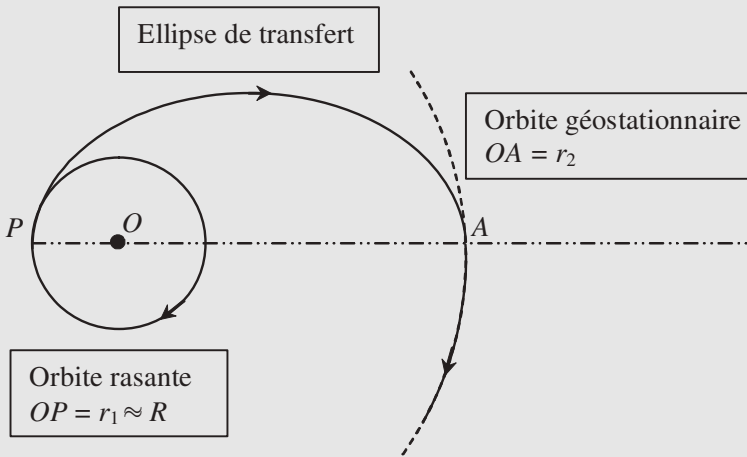 Ellipse de transfert
Orbite géostationnaire
OA = r₂
P
O
A
Orbite rasante
OP = r₁ ≈ R